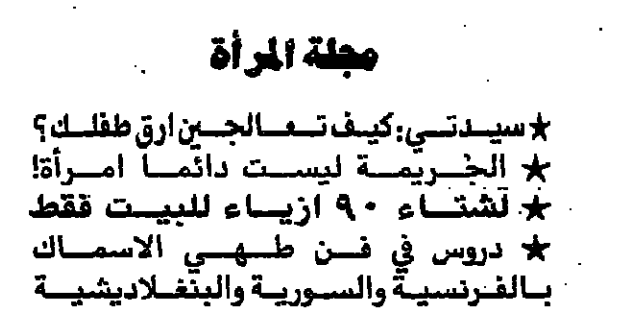 مجلة المرأة
★ سيدتي: كيف تعالجين ارق طفلك؟
★ الجريمة ليست دائما امرأة!
★ لشتاء ٩٠ ازياء للبيت فقط
★ دروس في فن طهي الاسماك
بالفرنسية والسورية والبنغلاديشية